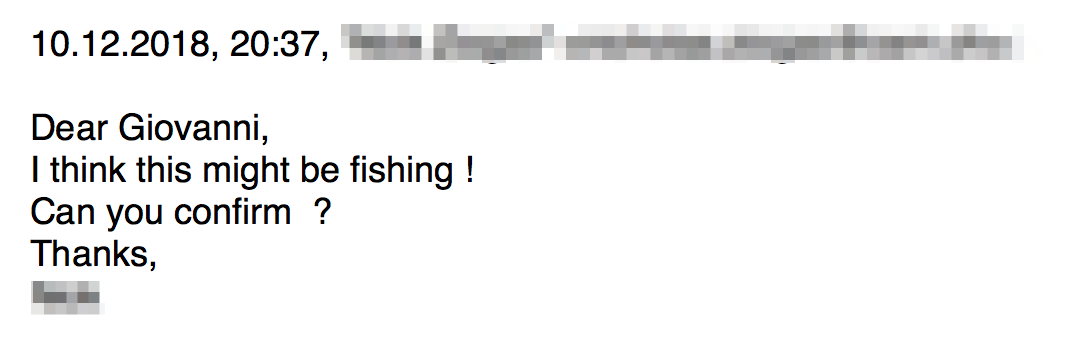 10.12.2018, 20:37,
Dear Giovanni,
I think this might be fishing !
Can you confirm  ?
Thanks,